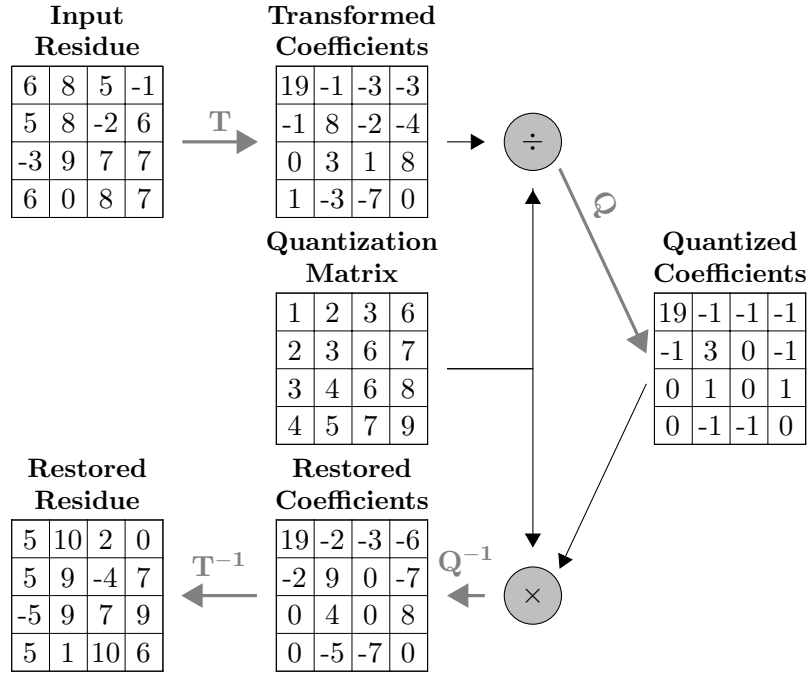 Input
Residue
6 8 5 -1
5 8 -2 6
-3 9 7 7
6 0 8 7
T
Transformed
Coefficients
19 -1 -3 -3
-1 8 -2 -4
0 3 1 8
1 -3 -7 0
÷
Q
Quantization
Matrix
1 2 3 6
2 3 6 7
3 4 6 8
4 5 7 9
Quantized
Coefficients
19 -1 -1 -1
-1 3 0 -1
0 1 0 1
0 -1 -1 0
Restored
Residue
5 10 2 0
5 9 -4 7
-5 9 7 9
5 1 10 6
T⁻¹
Restored
Coefficients
19 -2 -3 -6
-2 9 0 -7
0 4 0 8
0 -5 -7 0
Q⁻¹
×